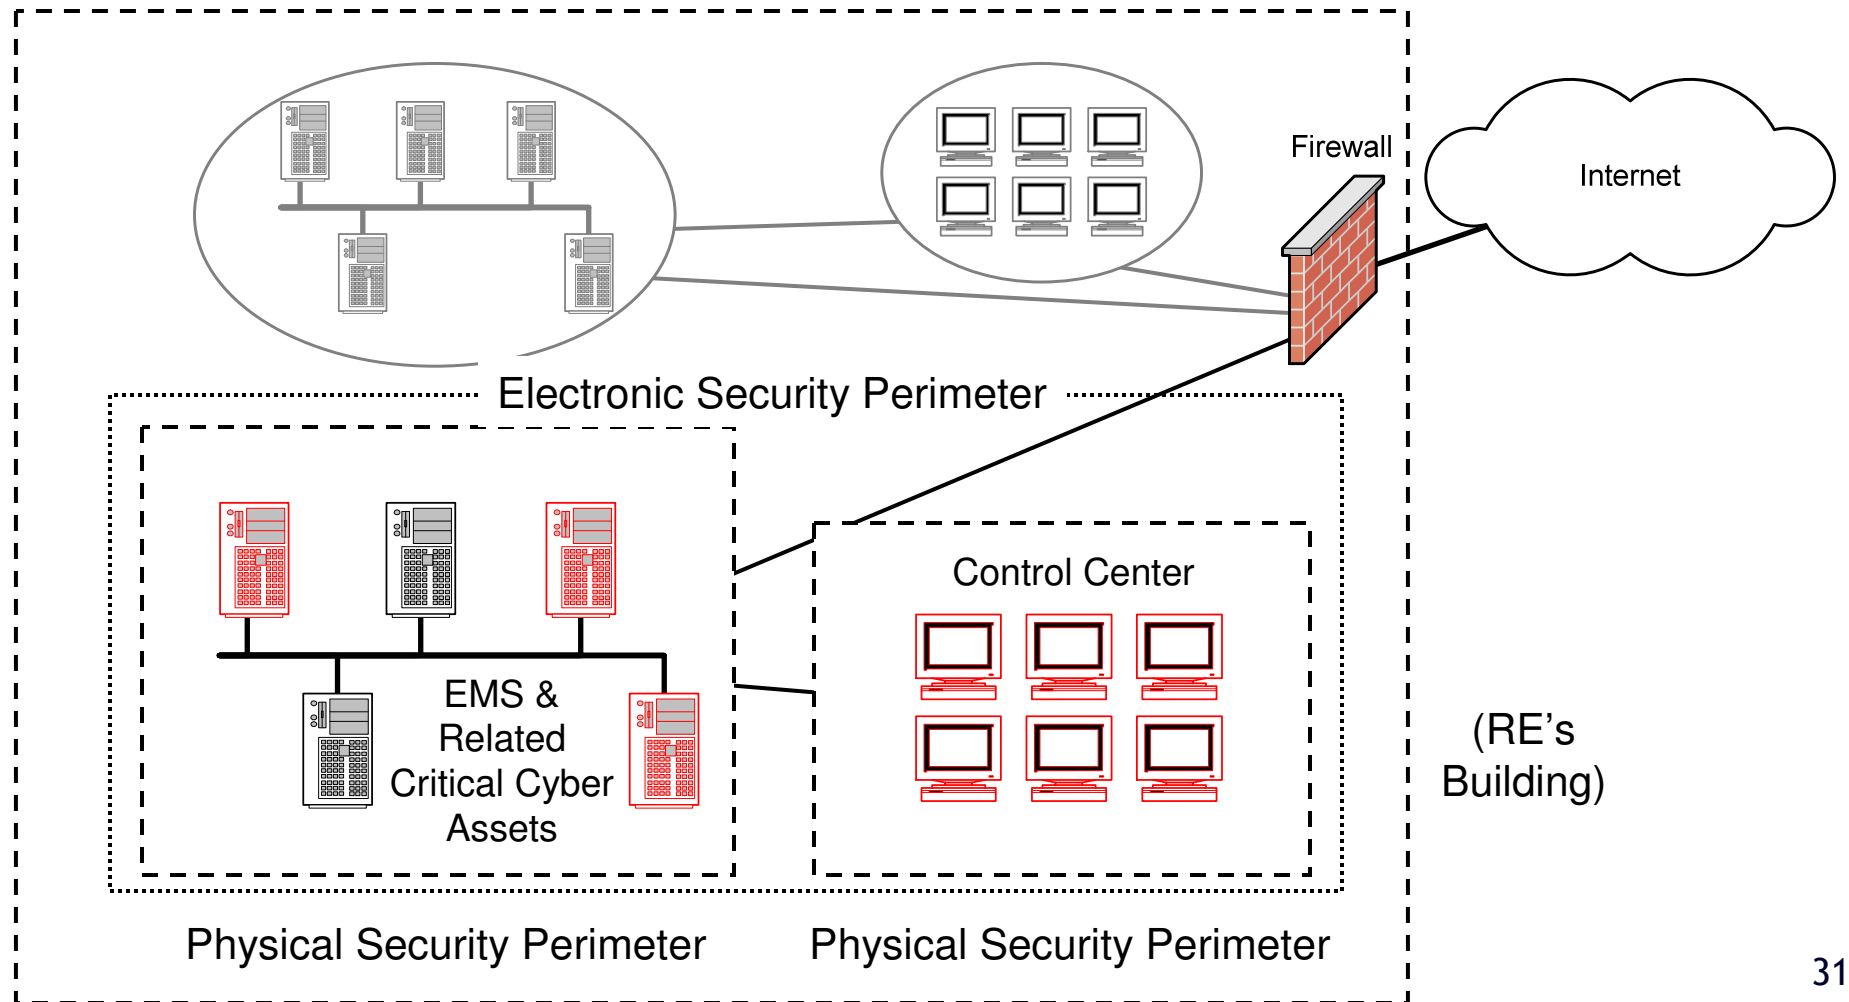 Firewall
Internet
Electronic Security Perimeter
Control Center
EMS &
Related
Critical Cyber
Assets
(RE’s
Building)
Physical Security Perimeter
Physical Security Perimeter
31